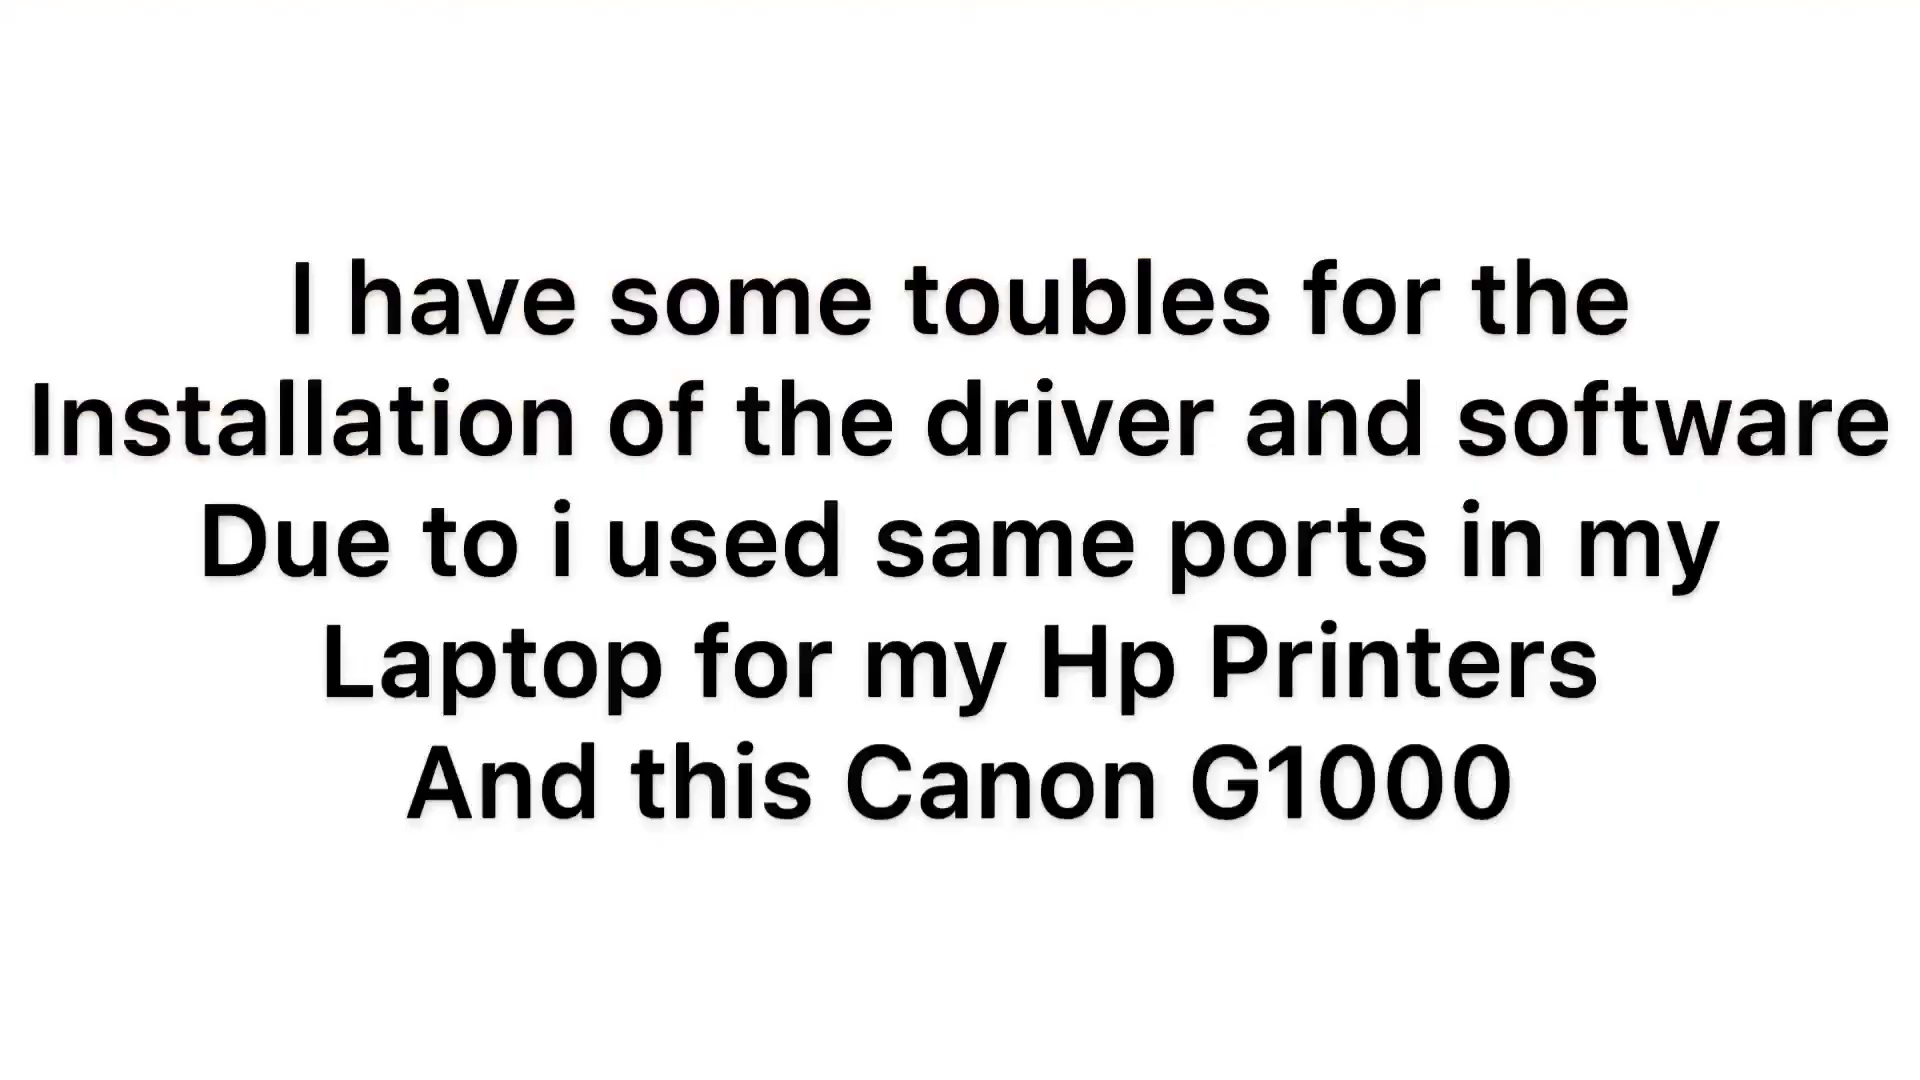 I have some toubles for the
Installation of the driver and software
Due to i used same ports in my
Laptop for my Hp Printers
And this Canon G1000